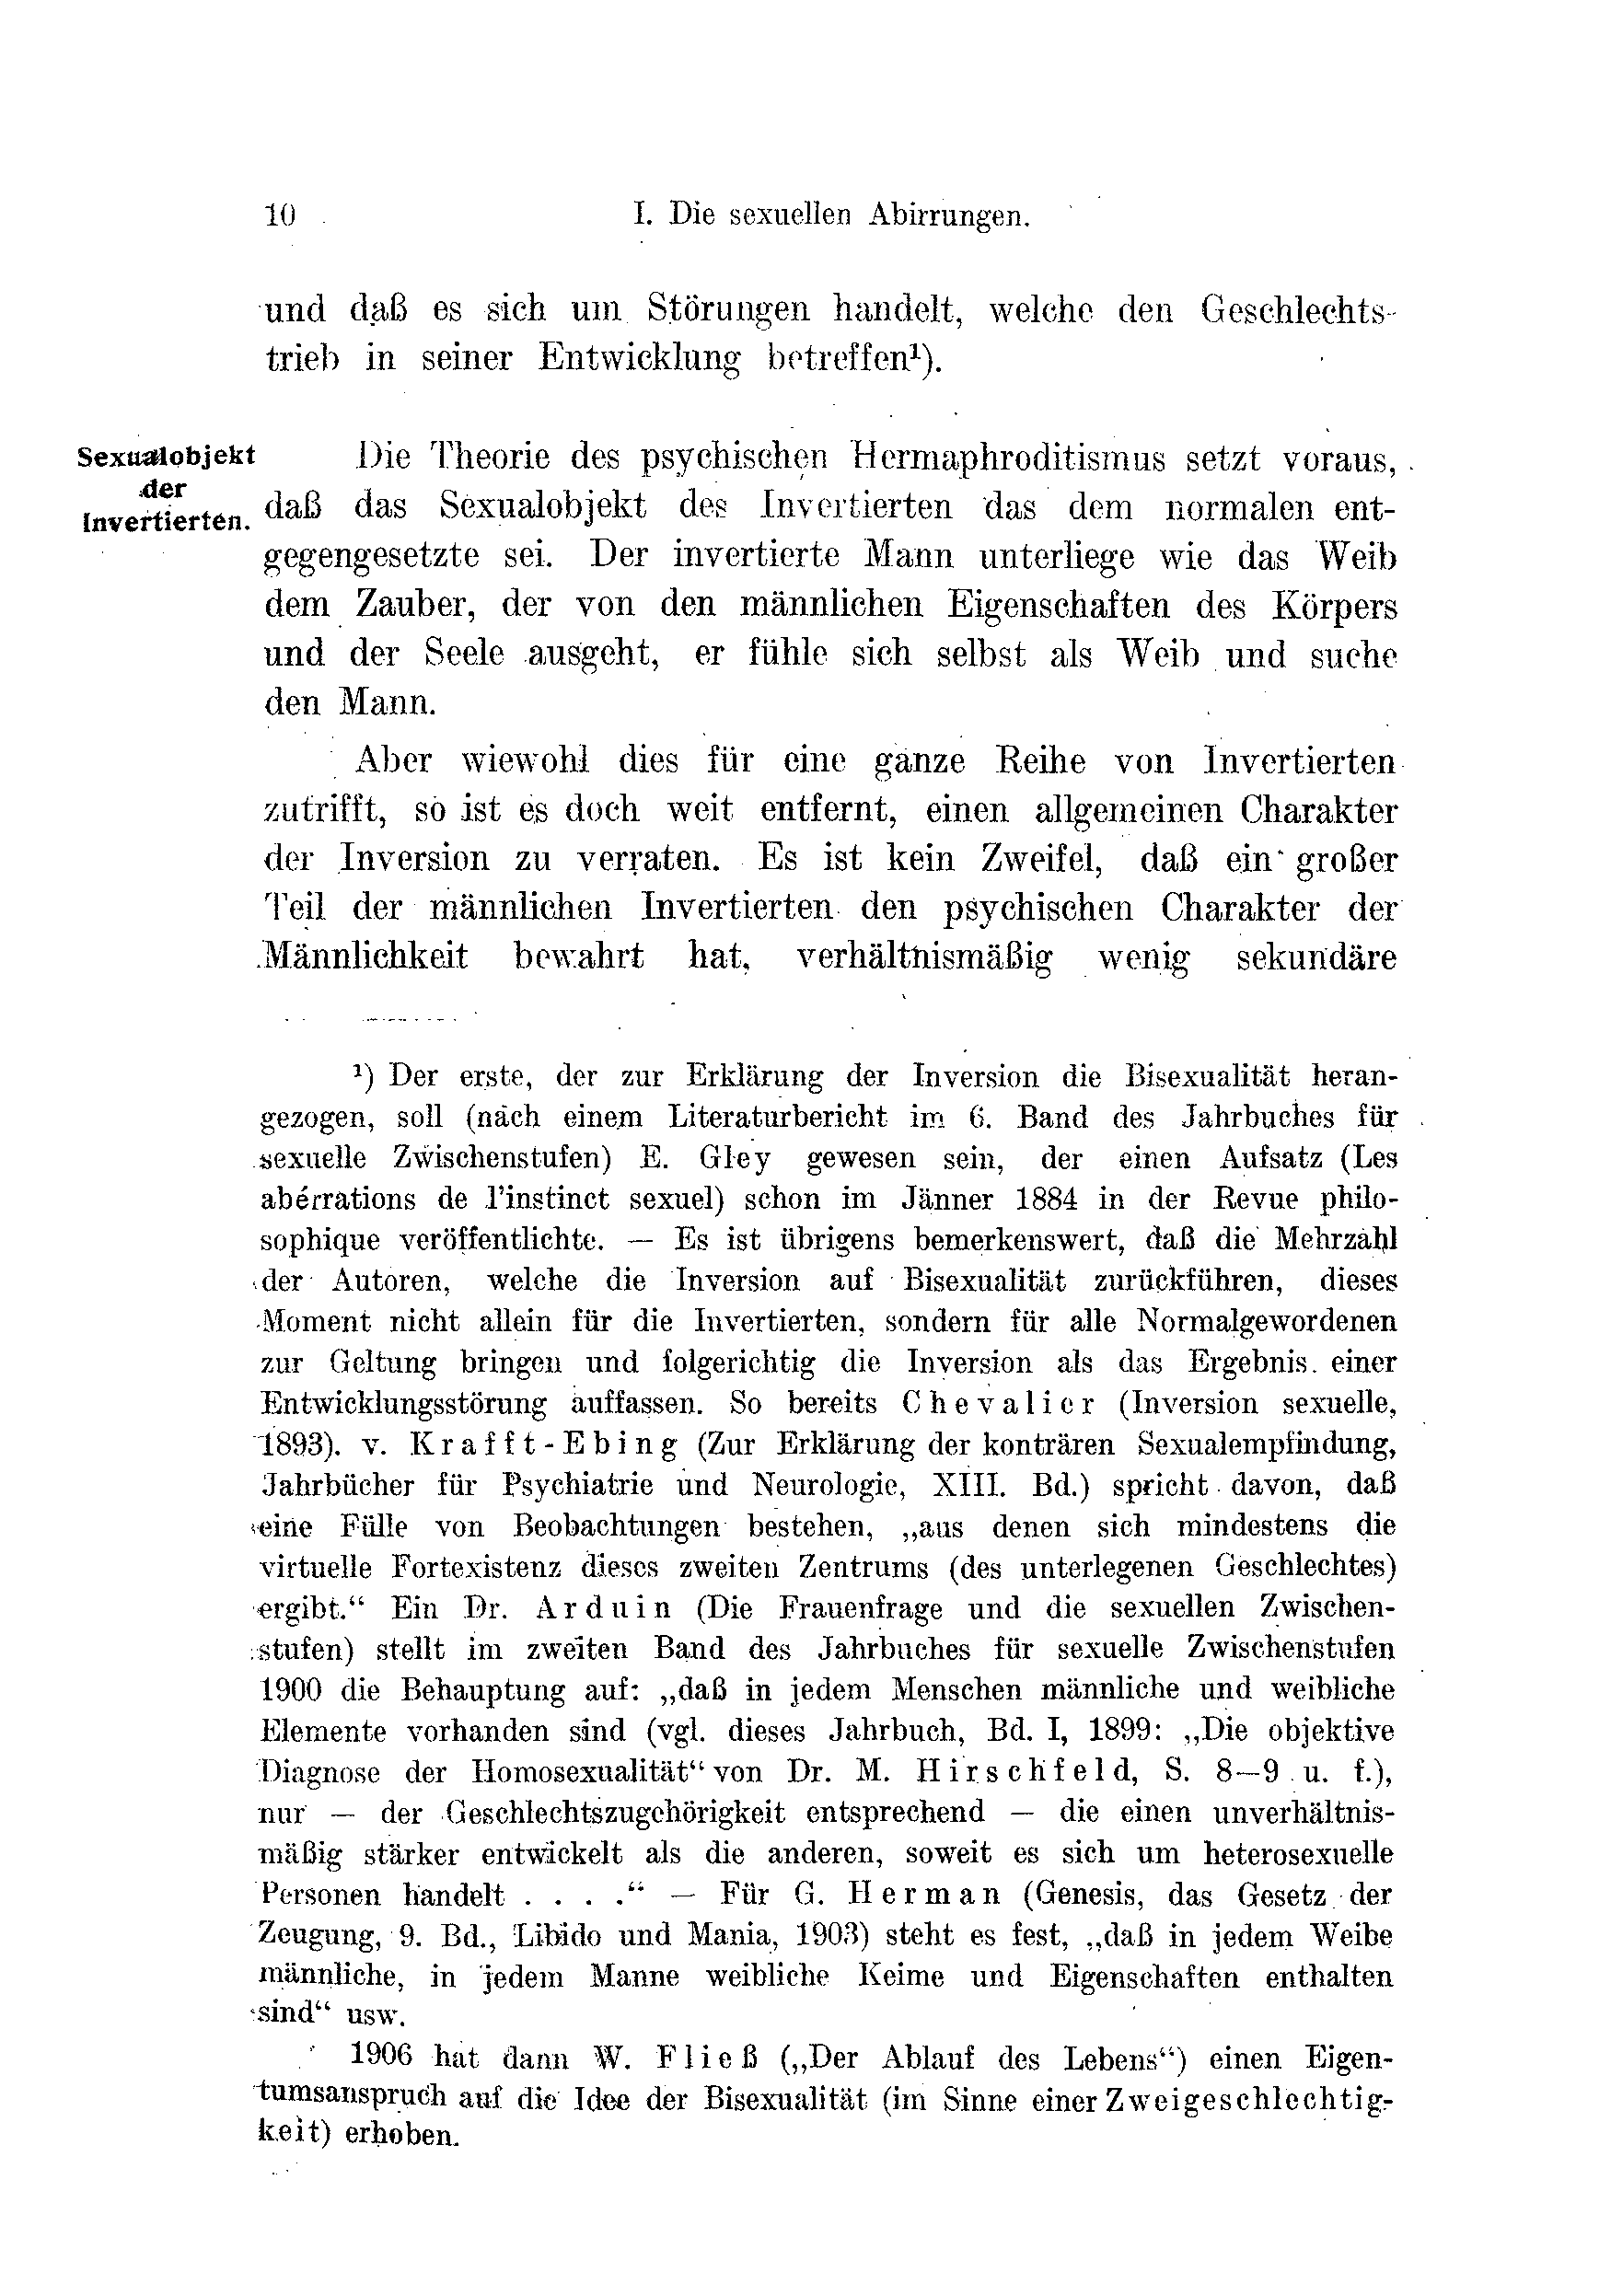 10 I. Die sexuellen Abirrungen.
und daß es sich um Störungen handelt, welche den Geschlechts-
trieb in seiner Entwicklung betreffen¹).
Sexualobjekt
der
Invertierten.
Die Theorie des psychischen Hermaphroditismus setzt voraus,
daß das Sexualobjekt des Invertierten das dem normalen ent-
gegengesetzte sei. Der invertierte Mann unterliege wie das Weib
dem Zauber, der von den männlichen Eigenschaften des Körpers
und der Seele ausgeht, er fühle sich selbst als Weib und suche
den Mann.
Aber wiewohl dies für eine ganze Reihe von Invertierten
zutrifft, so ist es doch weit entfernt, einen allgemeinen Charakter
der Inversion zu verraten. Es ist kein Zweifel, daß ein großer
Teil der männlichen Invertierten den psychischen Charakter der
Männlichkeit bewahrt hat, verhältnismäßig wenig sekundäre
¹) Der erste, der zur Erklärung der Inversion die Bisexualität heran-
gezogen, soll (nach einem Literaturbericht im 6. Band des Jahrbuches für
sexuelle Zwischenstufen) E. Gley gewesen sein, der einen Aufsatz (Les
abérrations de l'instinct sexuel) schon im Jänner 1884 in der Revue philo-
sophique veröffentlichte. — Es ist übrigens bemerkenswert, daß die Mehrzahl
der Autoren, welche die Inversion auf Bisexualität zurückführen, dieses
Moment nicht allein für die Invertierten, sondern für alle Normalgewordenen
zur Geltung bringen und folgerichtig die Inversion als das Ergebnis einer
Entwicklungsstörung auffassen. So bereits Chevalier (Inversion sexuelle,
1893). v. Krafft-Ebing (Zur Erklärung der konträren Sexualempfindung,
Jahrbücher für Psychiatrie und Neurologie, XIII. Bd.) spricht davon, daß
eine Fülle von Beobachtungen bestehen, „aus denen sich mindestens die
virtuelle Fortexistenz dieses zweiten Zentrums (des unterlegenen Geschlechtes)
ergibt.“ Ein Dr. Arduin (Die Frauenfrage und die sexuellen Zwischen-
stufen) stellt im zweiten Band des Jahrbuches für sexuelle Zwischenstufen
1900 die Behauptung auf: „daß in jedem Menschen männliche und weibliche
Elemente vorhanden sind (vgl. dieses Jahrbuch, Bd. I, 1899: „Die objektive
Diagnose der Homosexualität“ von Dr. M. Hirschfeld, S. 8—9 u. f.),
nur — der Geschlechtszugehörigkeit entsprechend — die einen unverhältnis-
mäßig stärker entwickelt als die anderen, soweit es sich um heterosexuelle
Personen handelt . . . .“ — Für G. Herman (Genesis, das Gesetz der
Zeugung, 9. Bd., Libido und Mania, 1903) steht es fest, „daß in jedem Weibe
männliche, in jedem Manne weibliche Keime und Eigenschaften enthalten
sind“ usw.
1906 hat dann W. Fließ („Der Ablauf des Lebens“) einen Eigen-
tumsanspruch auf die Idee der Bisexualität (im Sinne einer Zweigeschlechtig-
keit) erhoben.